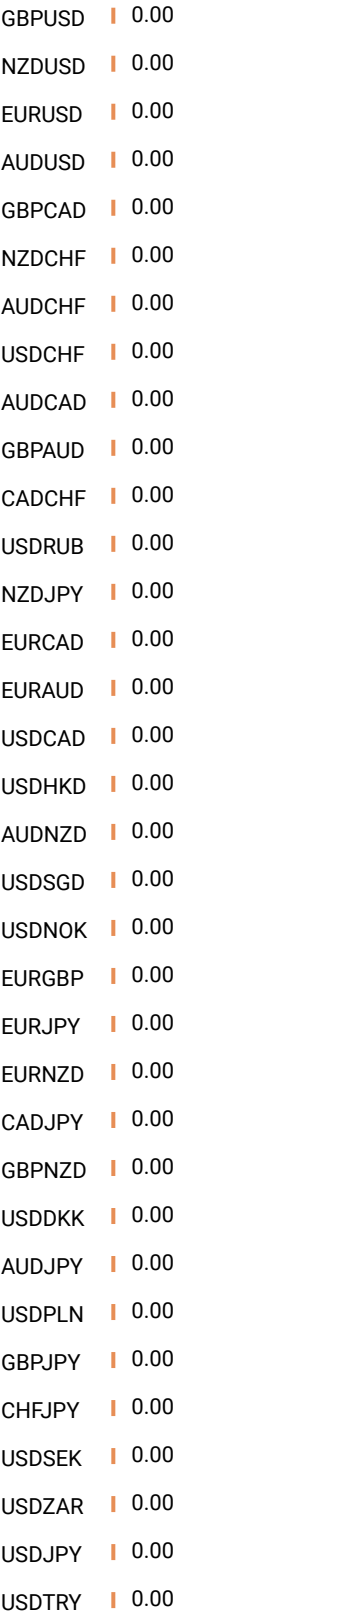 GBPUSD 0.00
NZDUSD 0.00
EURUSD 0.00
AUDUSD 0.00
GBPCAD 0.00
NZDCHF 0.00
AUDCHF 0.00
USDCHF 0.00
AUDCAD 0.00
GBPAUD 0.00
CADCHF 0.00
USDRUB 0.00
NZDJPY 0.00
EURCAD 0.00
EURAUD 0.00
USDCAD 0.00
USDHKD 0.00
AUDNZD 0.00
USDSGD 0.00
USDNOK 0.00
EURGBP 0.00
EURJPY 0.00
EURNZD 0.00
CADJPY 0.00
GBPNZD 0.00
USDDKK 0.00
AUDJPY 0.00
USDPLN 0.00
GBPJPY 0.00
CHFJPY 0.00
USDSEK 0.00
USDZAR 0.00
USDJPY 0.00
USDTRY 0.00